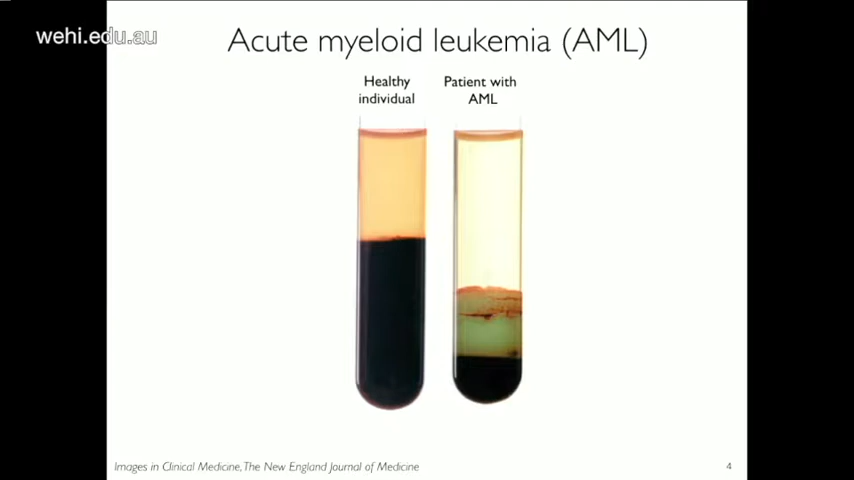 wehi.edu.au
Acute myeloid leukemia (AML)
Healthy
individual
Patient with
AML
Images in Clinical Medicine, The New England Journal of Medicine
4